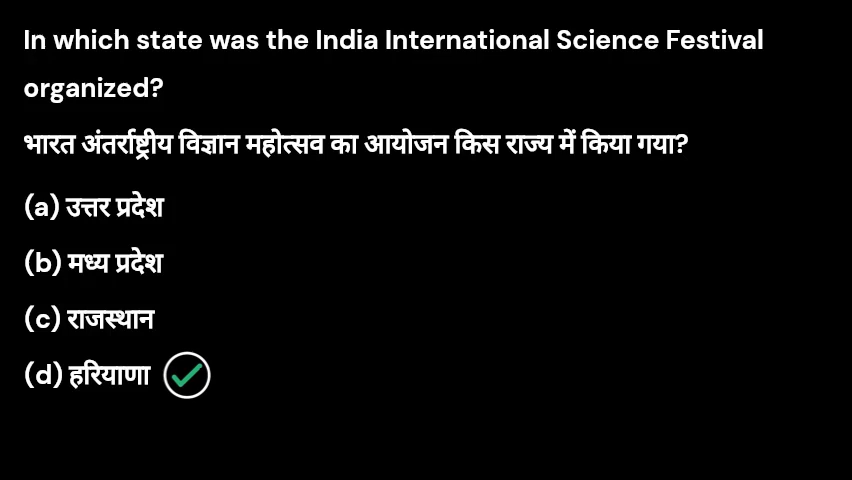 In which state was the India International Science Festival
organized?
भारत अंतर्राष्ट्रीय विज्ञान महोत्सव का आयोजन किस राज्य में किया गया?
(a) उत्तर प्रदेश
(b) मध्य प्रदेश
(c) राजस्थान
(d) हरियाणा